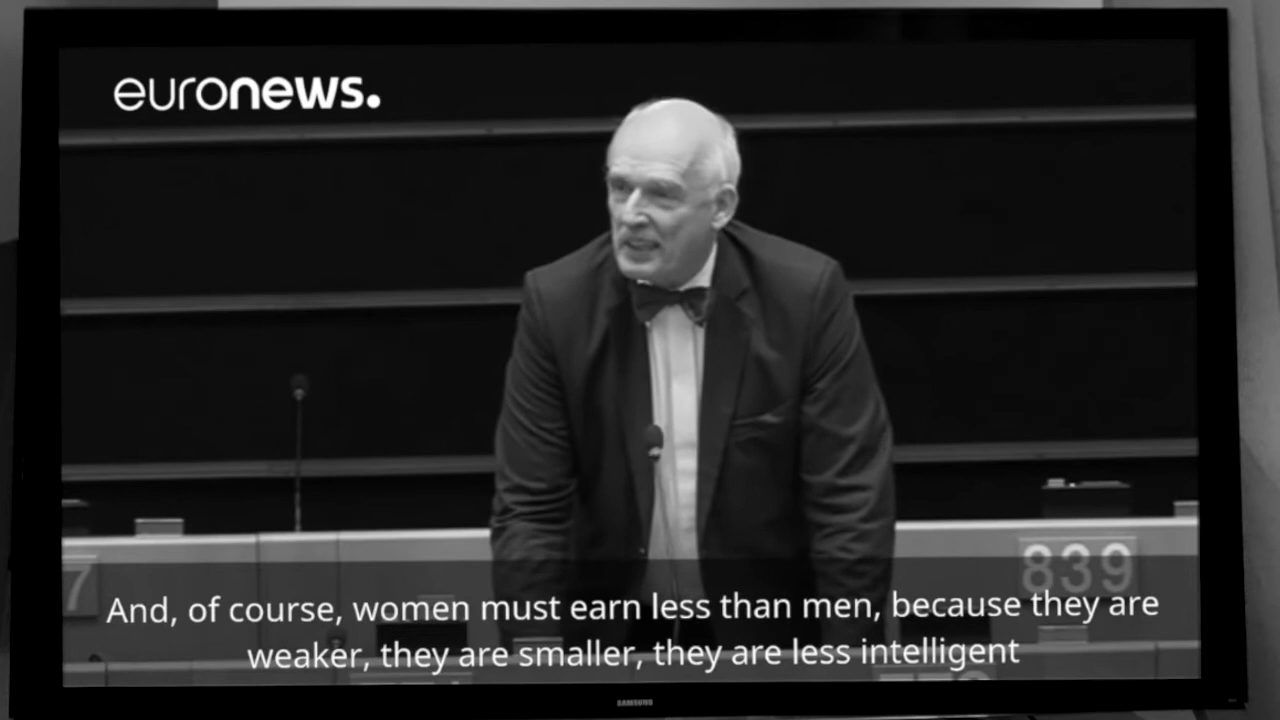 euronews.
839
7
And, of course, women must earn less than men, because they are
weaker, they are smaller, they are less intelligent
SAMSUNG